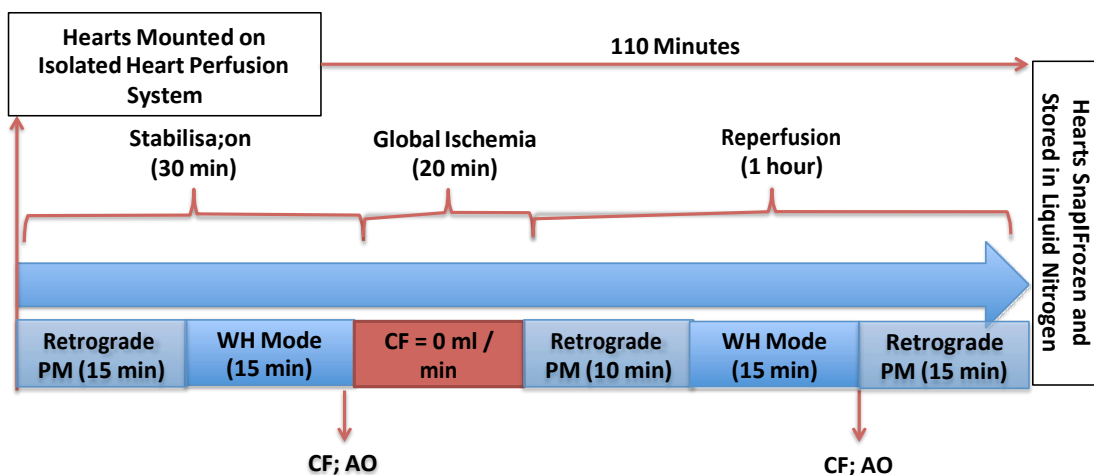 Hearts Mounted on
Isolated Heart Perfusion
System
110 Minutes
Stabilisa;on
(30 min)
Global Ischemia
(20 min)
Reperfusion
(1 hour)
Retrograde
PM (15 min)
WH Mode
(15 min)
CF = 0 ml /
min
Retrograde
PM (10 min)
WH Mode
(15 min)
Retrograde
PM (15 min)
CF; AO
CF; AO
Hearts Snap|Frozen and
Stored in Liquid Nitrogen